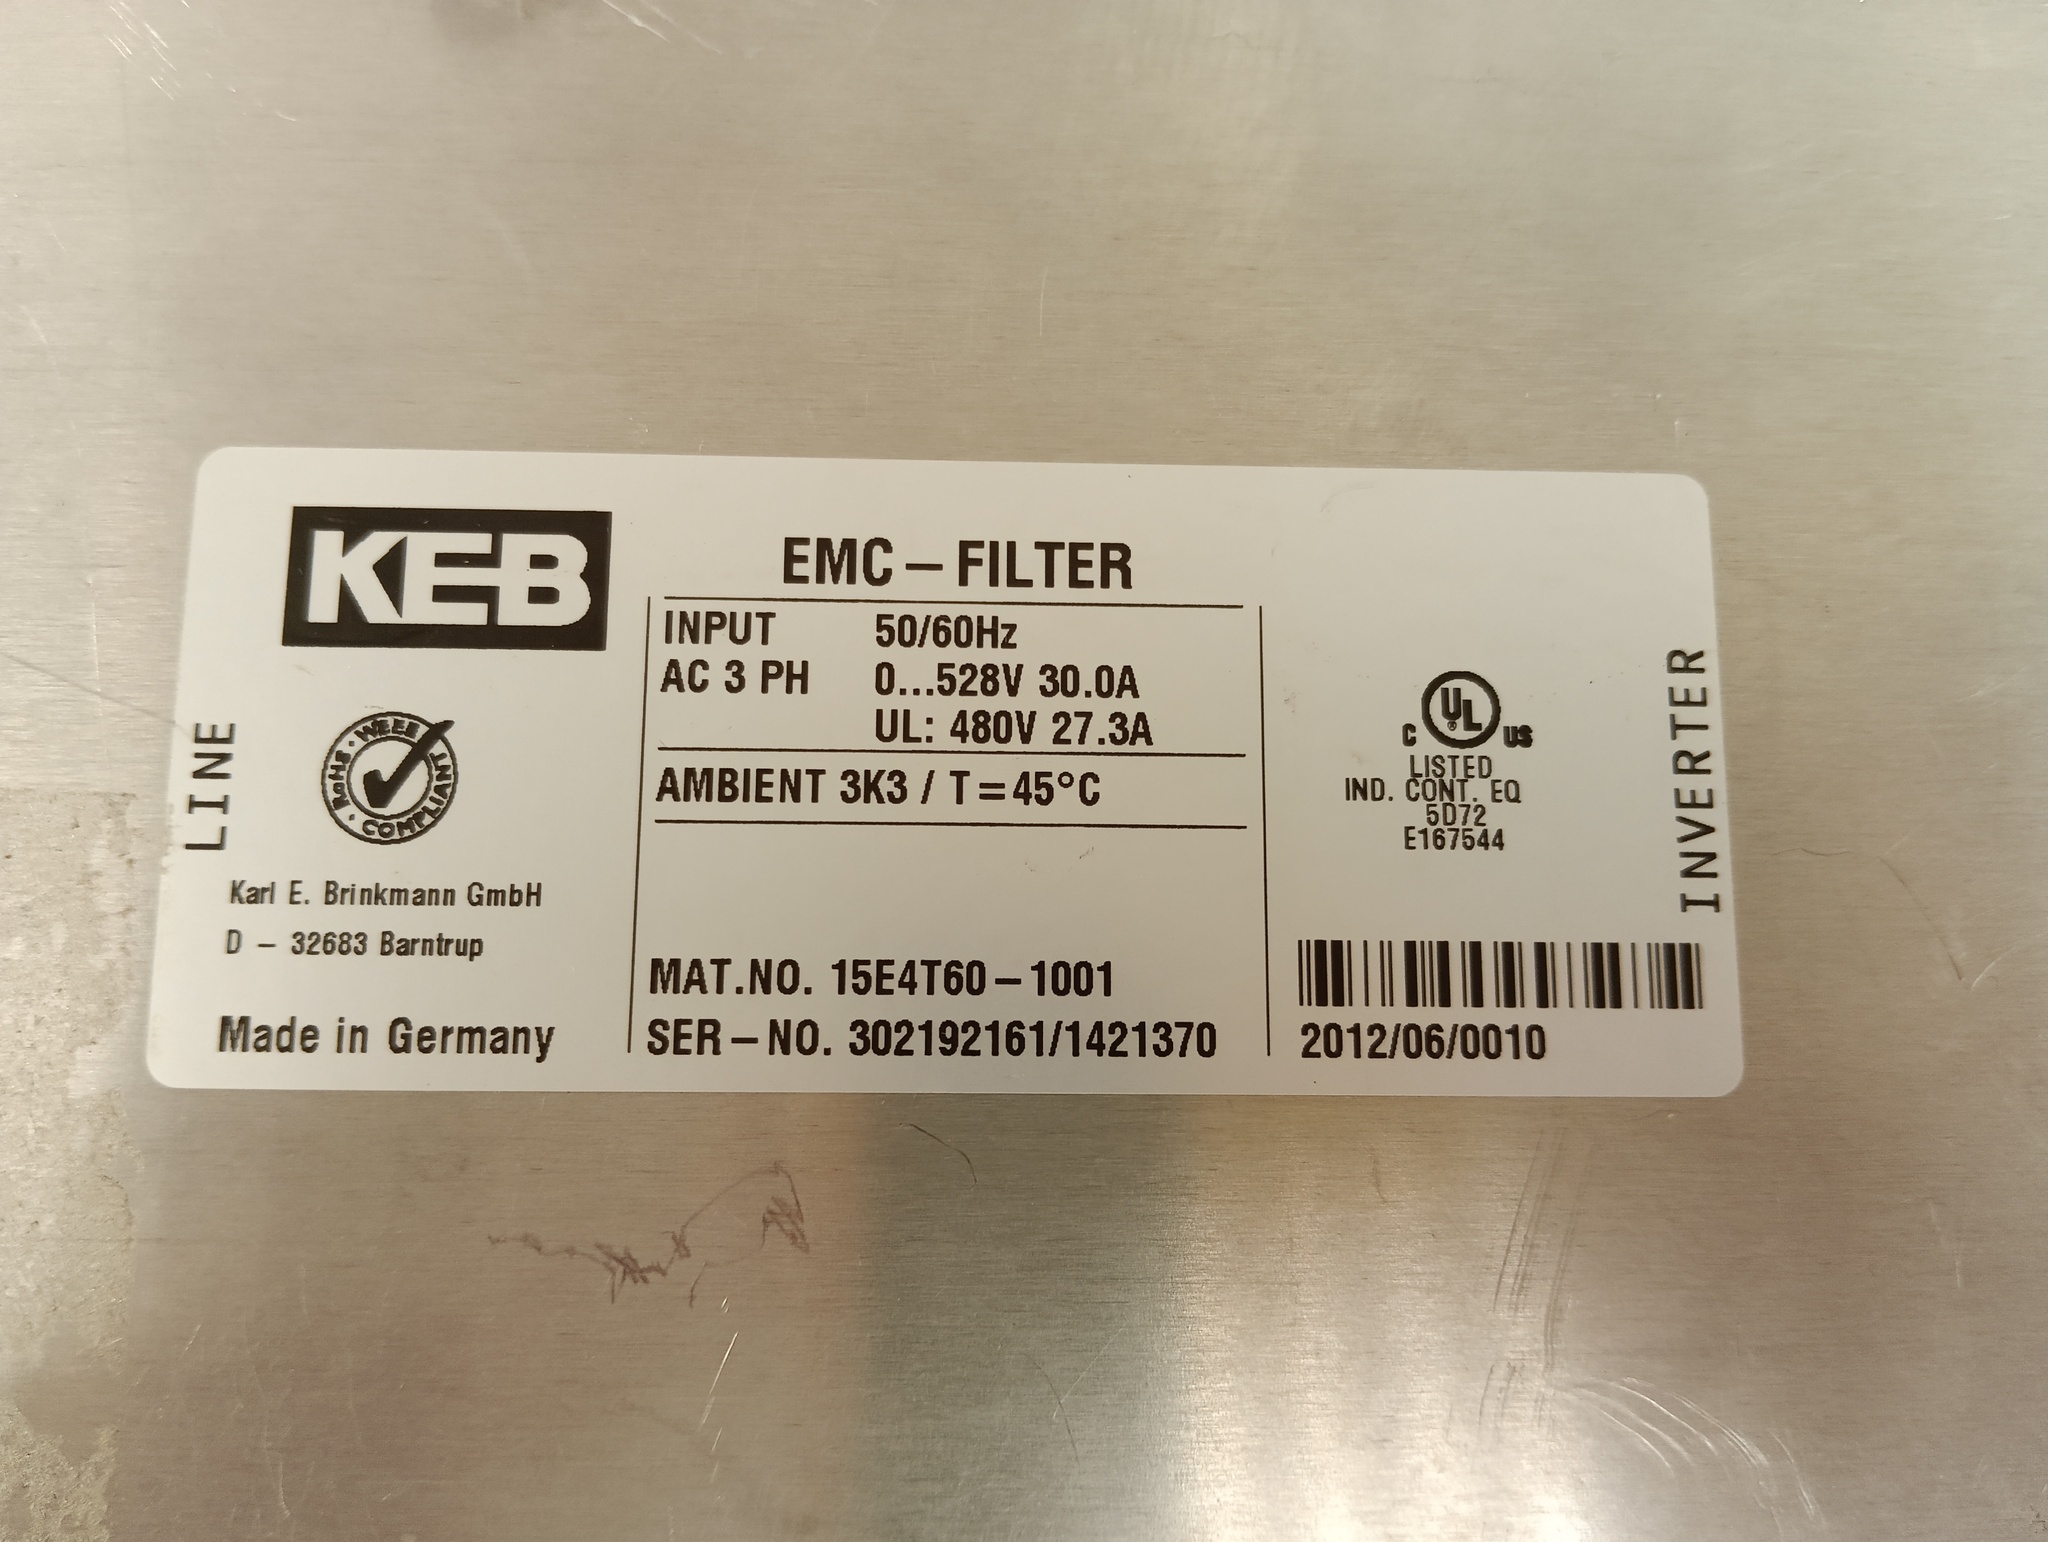 KEB
EMC – FILTER
INPUT 50/60Hz
AC 3 PH 0...528V 30.0A
UL: 480V 27.3A
AMBIENT 3K3 / T = 45°C
MAT.NO. 15E4T60 – 1001
SER – NO. 302192161/1421370
LINE
RoHS · WEEE · COMPLIANT
Karl E. Brinkmann GmbH
D – 32683 Barntrup
Made in Germany
C UL ® US
LISTED
IND. CONT. EQ
5D72
E167544
INVERTER
2012/06/0010